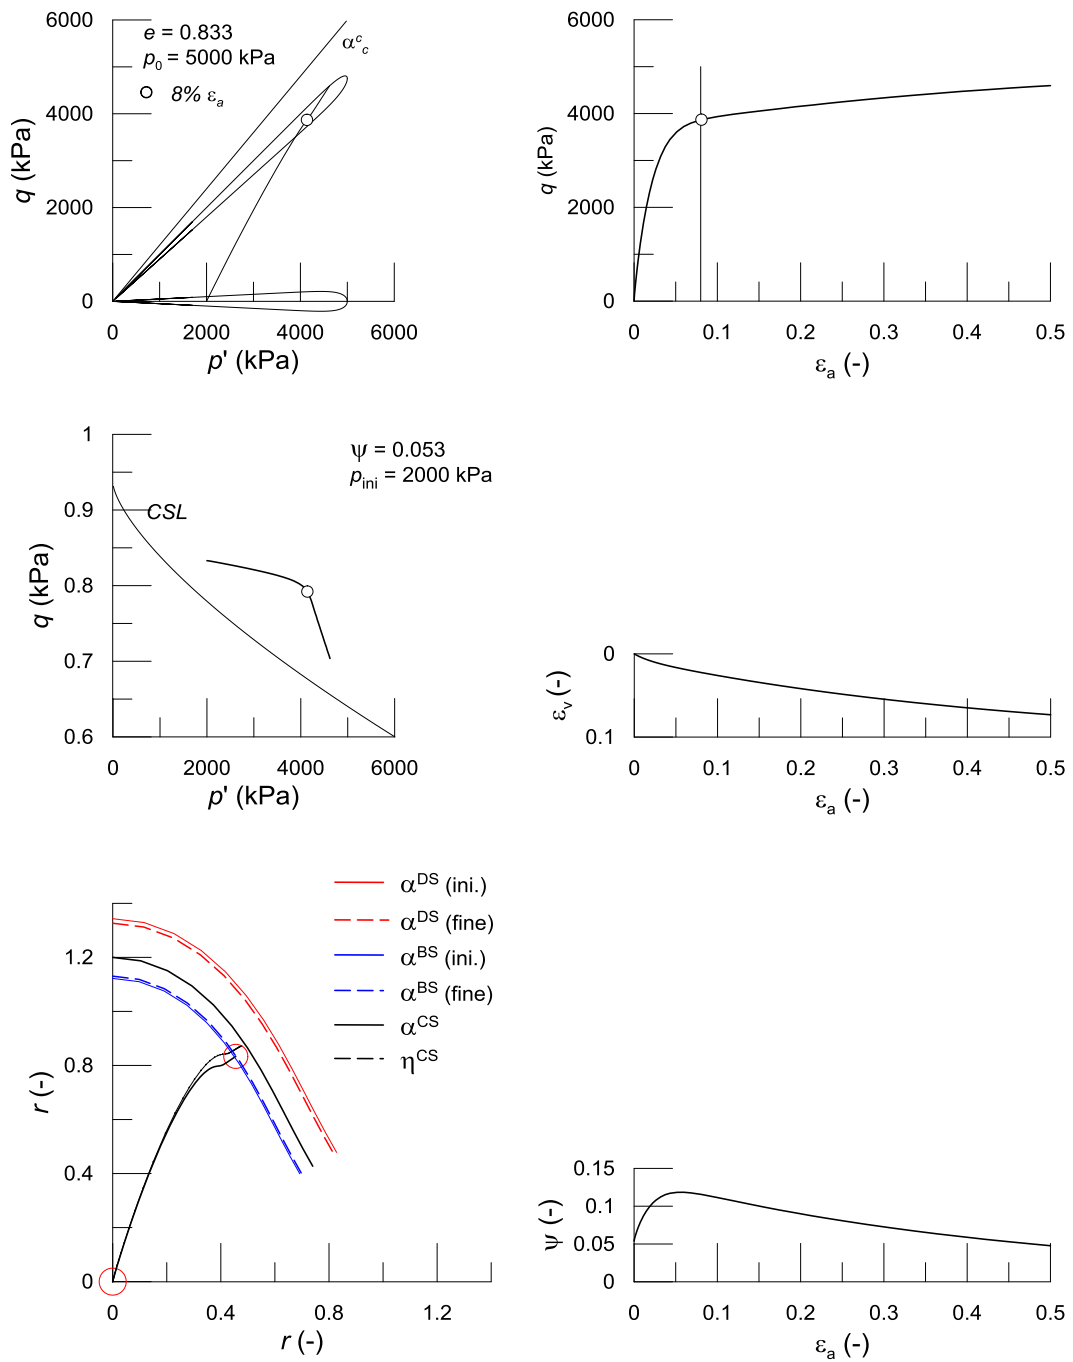 6000
4000
2000
0
q (kPa)
e = 0.833
p0 = 5000 kPa
8% εa
αcc
0
2000
4000
6000
p' (kPa)
6000
4000
2000
0
q (kPa)
0
0.1
0.2
0.3
0.4
0.5
εa (-)
1
0.9
0.8
0.7
0.6
q (kPa)
CSL
ψ = 0.053
pini = 2000 kPa
0
2000
4000
6000
p' (kPa)
0
0.1
εv (-)
0
0.1
0.2
0.3
0.4
0.5
εa (-)
αDS (ini.)
αDS (fine)
αBS (ini.)
αBS (fine)
αCS
ηCS
1.2
0.8
0.4
0
r (-)
0
0.4
0.8
1.2
r (-)
0.15
0.1
0.05
0
ψ (-)
0
0.1
0.2
0.3
0.4
0.5
εa (-)